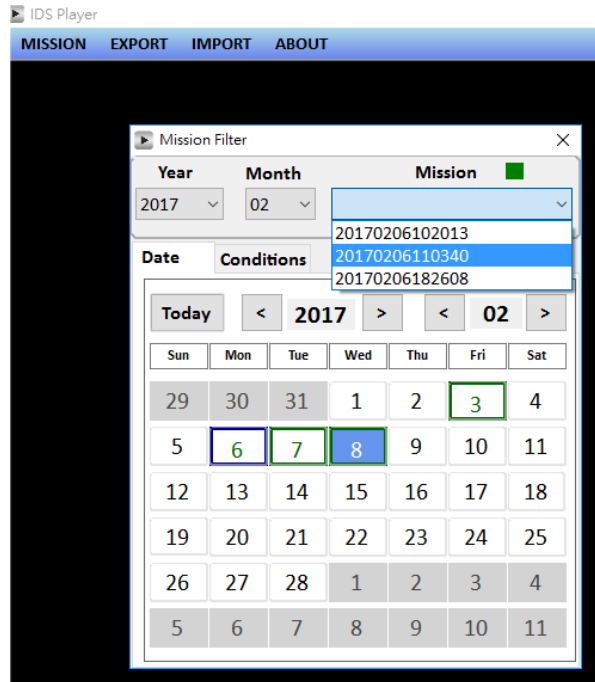 IDS Player
MISSION EXPORT IMPORT ABOUT
Mission Filter
Year Month Mission
2017 02
20170206102013
20170206110340
20170206182608
Date Conditions
Today < 2017 > < 02 >
Sun Mon Tue Wed Thu Fri Sat
29 30 31 1 2 3 4
5 6 7 8 9 10 11
12 13 14 15 16 17 18
19 20 21 22 23 24 25
26 27 28 1 2 3 4
5 6 7 8 9 10 11